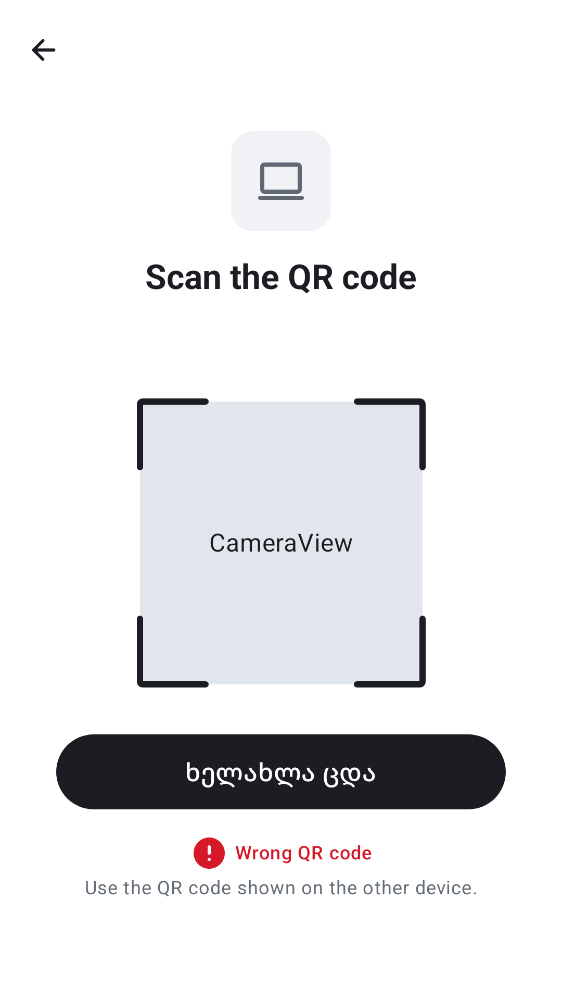 Scan the QR code
CameraView
ხელახლა ცდა
Wrong QR code
Use the QR code shown on the other device.